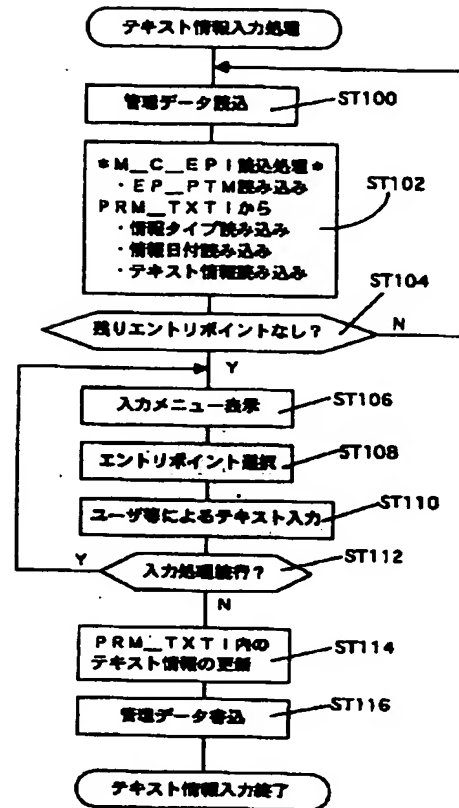 テキスト情報入力処理
管理データ読込
ST100
*M__C__EPI読込処理*
・EP__PTM読み込み
PRM__TXTIから
・情報タイプ読み込み
・情報日付読み込み
・テキスト情報読み込み
ST102
ST104
残りエントリポイントなし?
N
Y
入力メニュー表示
ST106
エントリポイント選択
ST108
ユーザ等によるテキスト入力
ST110
Y
入力処理続行?
ST112
N
PRM__TXTI内の
テキスト情報の更新
ST114
管理データ書込
ST116
テキスト情報入力終了